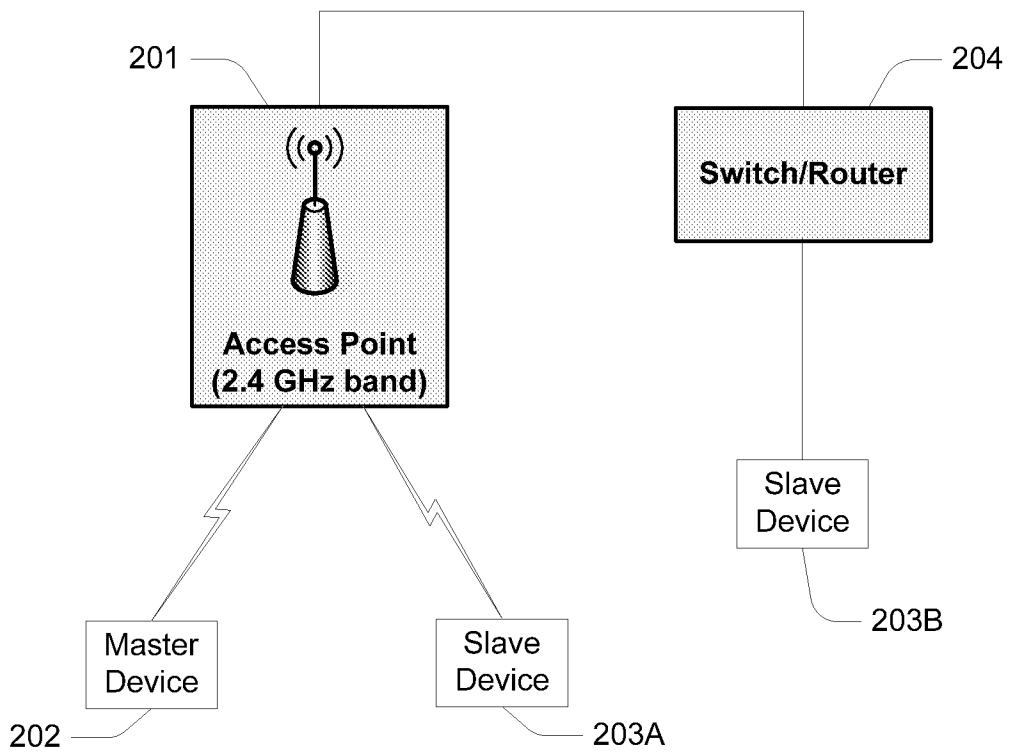 201
204
Switch/Router
Access Point
(2.4 GHz band)
Slave
Device
203B
Master
Device
Slave
Device
202
203A